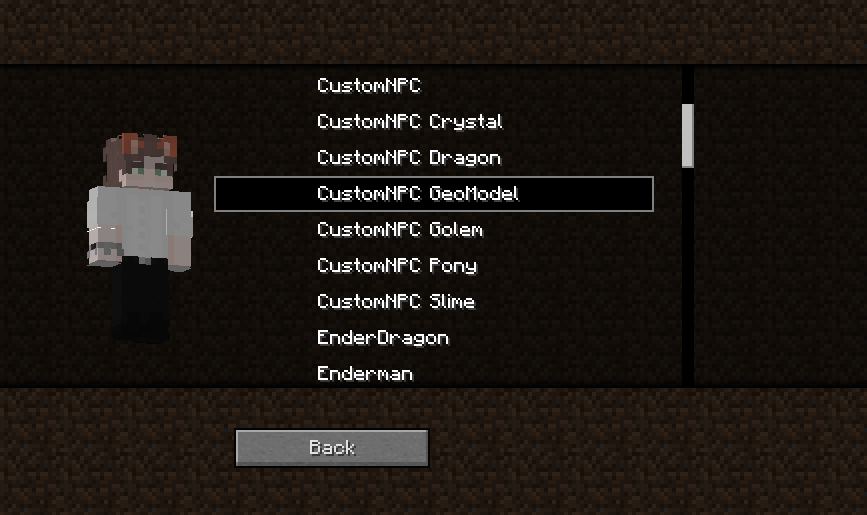 CustomNPC
CustomNPC Crystal
CustomNPC Dragon
CustomNPC GeoModel
CustomNPC Golem
CustomNPC Pony
CustomNPC Slime
EnderDragon
Enderman
Back